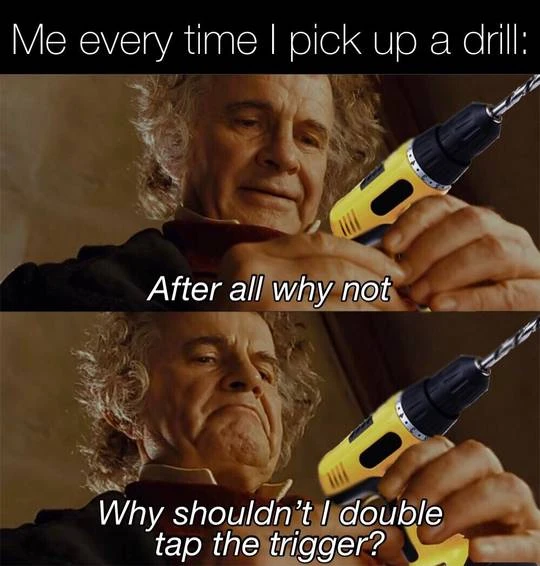 Me every time I pick up a drill:
After all why not
Why shouldn't I double
tap the trigger?